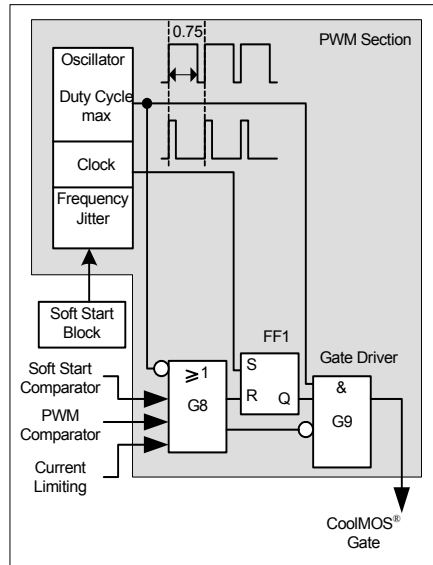 0.75
PWM Section
Oscillator
Duty Cycle
max
Clock
Frequency
Jitter
Soft Start
Block
FF1
Gate Driver
Soft Start
Comparator
PWM
Comparator
Current
Limiting
≥1
G8
S
R
Q
&
G9
CoolMOS®
Gate